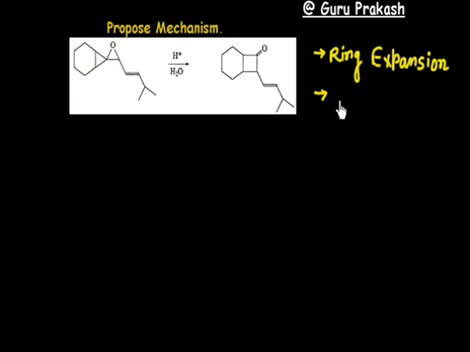 @ Guru Prakash
Propose Mechanism.
O
H+
H2O
O
→ Ring Expansion
→